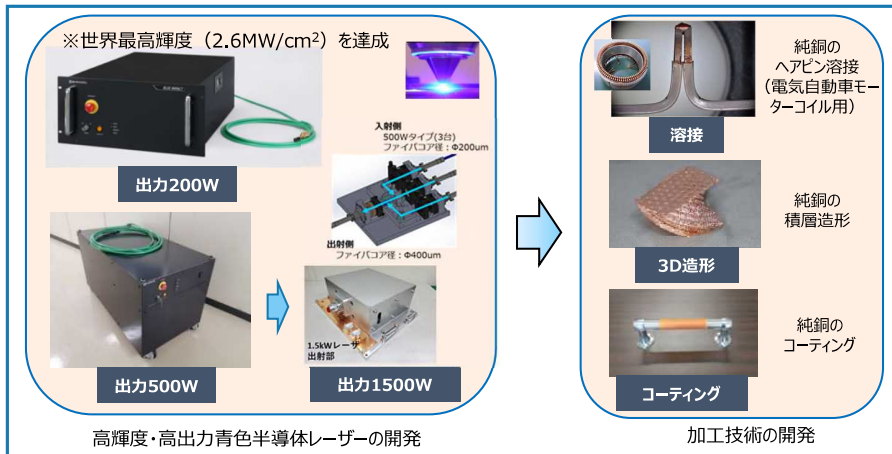 ※世界最高輝度（2.6MW/cm²）を達成
出力200W
入射側
500Wタイプ(3台)
ファイバコア径：Φ200um
出射側
ファイバコア径：Φ400um
出力500W
1.5kWレーザ
出射部
出力1500W
高輝度・高出力青色半導体レーザーの開発
純銅の
ヘアピン溶接
（電気自動車モー
ターコイル用）
溶接
純銅の
積層造形
3D造形
純銅の
コーティング
コーティング
加工技術の開発